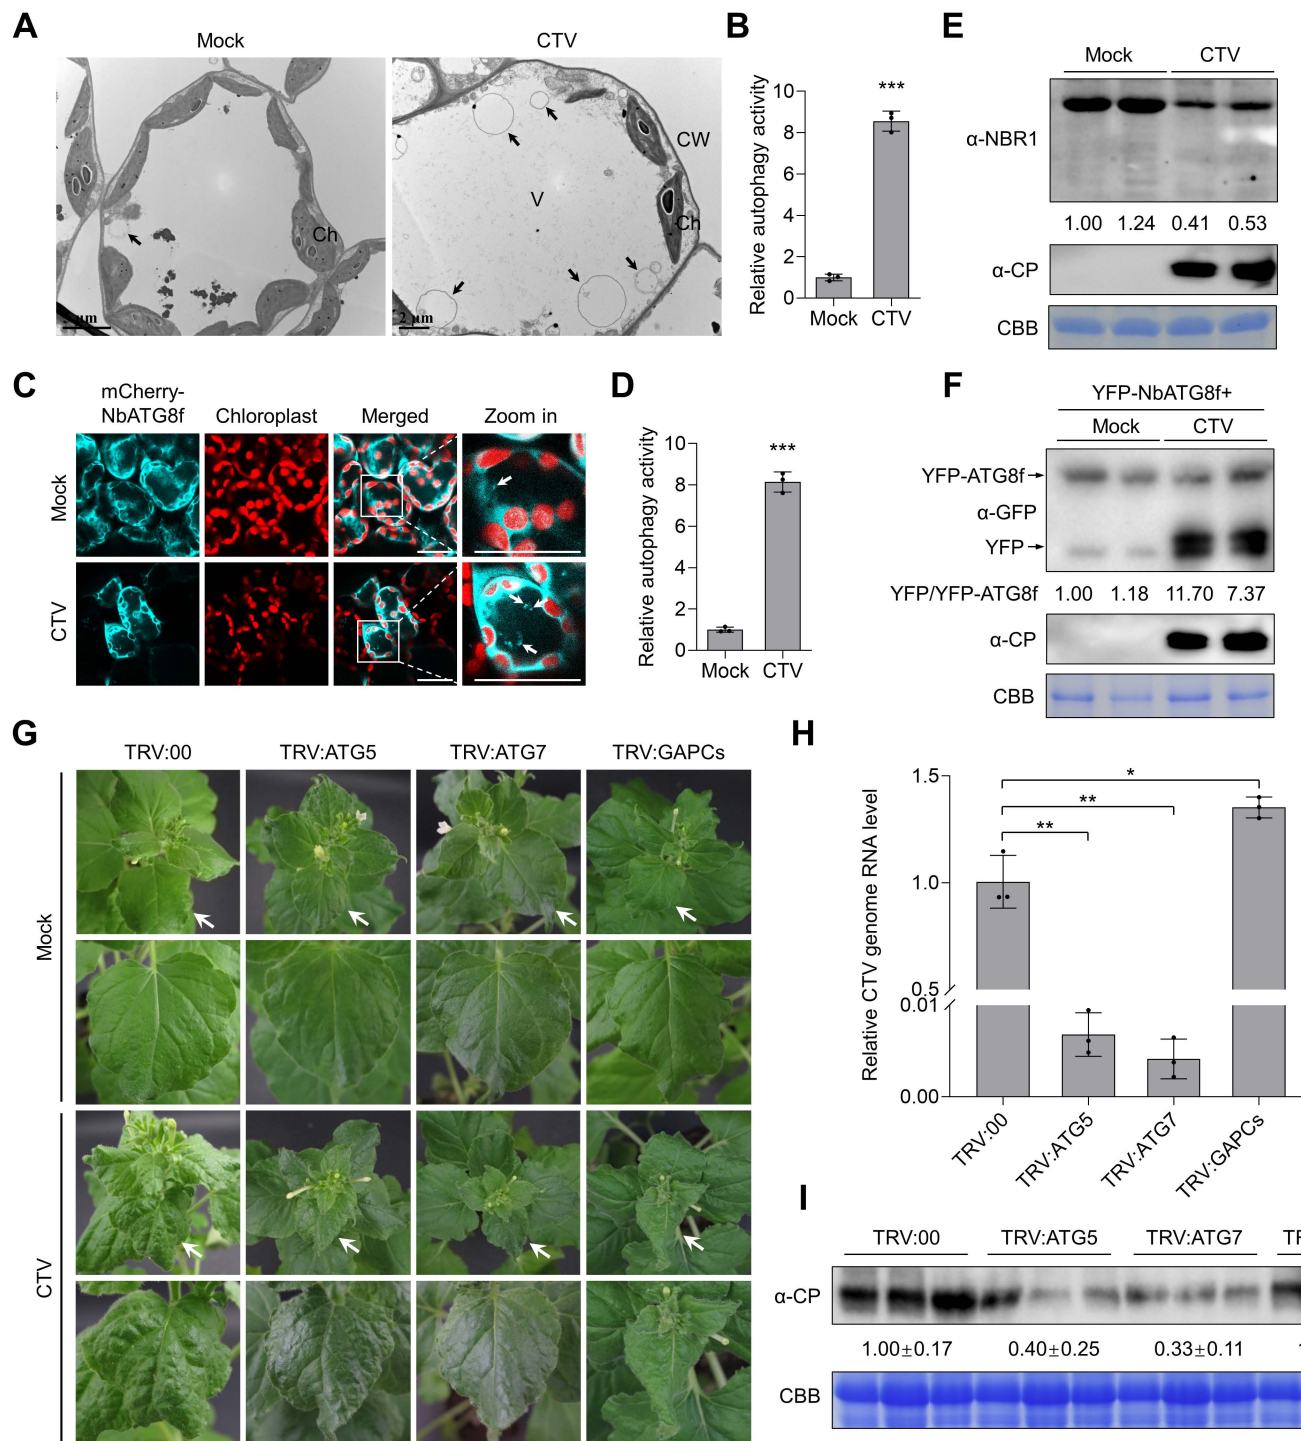 A
Mock
CTV
Ch
CW
V
Ch
2 µm
B
Relative autophagy activity
10
8
6
4
2
0
***
Mock
CTV
E
Mock
CTV
α-NBR1
1.00 1.24 0.41 0.53
α-CP
CBB
C
mCherry-
NbATG8f
Chloroplast
Merged
Zoom in
Mock
CTV
D
Relative autophagy activity
10
8
6
4
2
0
***
Mock
CTV
F
YFP-NbATG8f+
Mock
CTV
YFP-ATG8f
α-GFP
YFP
YFP/YFP-ATG8f 1.00 1.18 11.70 7.37
α-CP
CBB
G
TRV:00
TRV:ATG5
TRV:ATG7
TRV:GAPCs
Mock
CTV
H
Relative CTV genome RNA level
1.5
1.0
0.5
0.01
0.00
*
**
**
TRV:00
TRV:ATG5
TRV:ATG7
TRV:GAPCs
I
TRV:00
TRV:ATG5
TRV:ATG7
α-CP
1.00±0.17
0.40±0.25
0.33±0.11
CBB